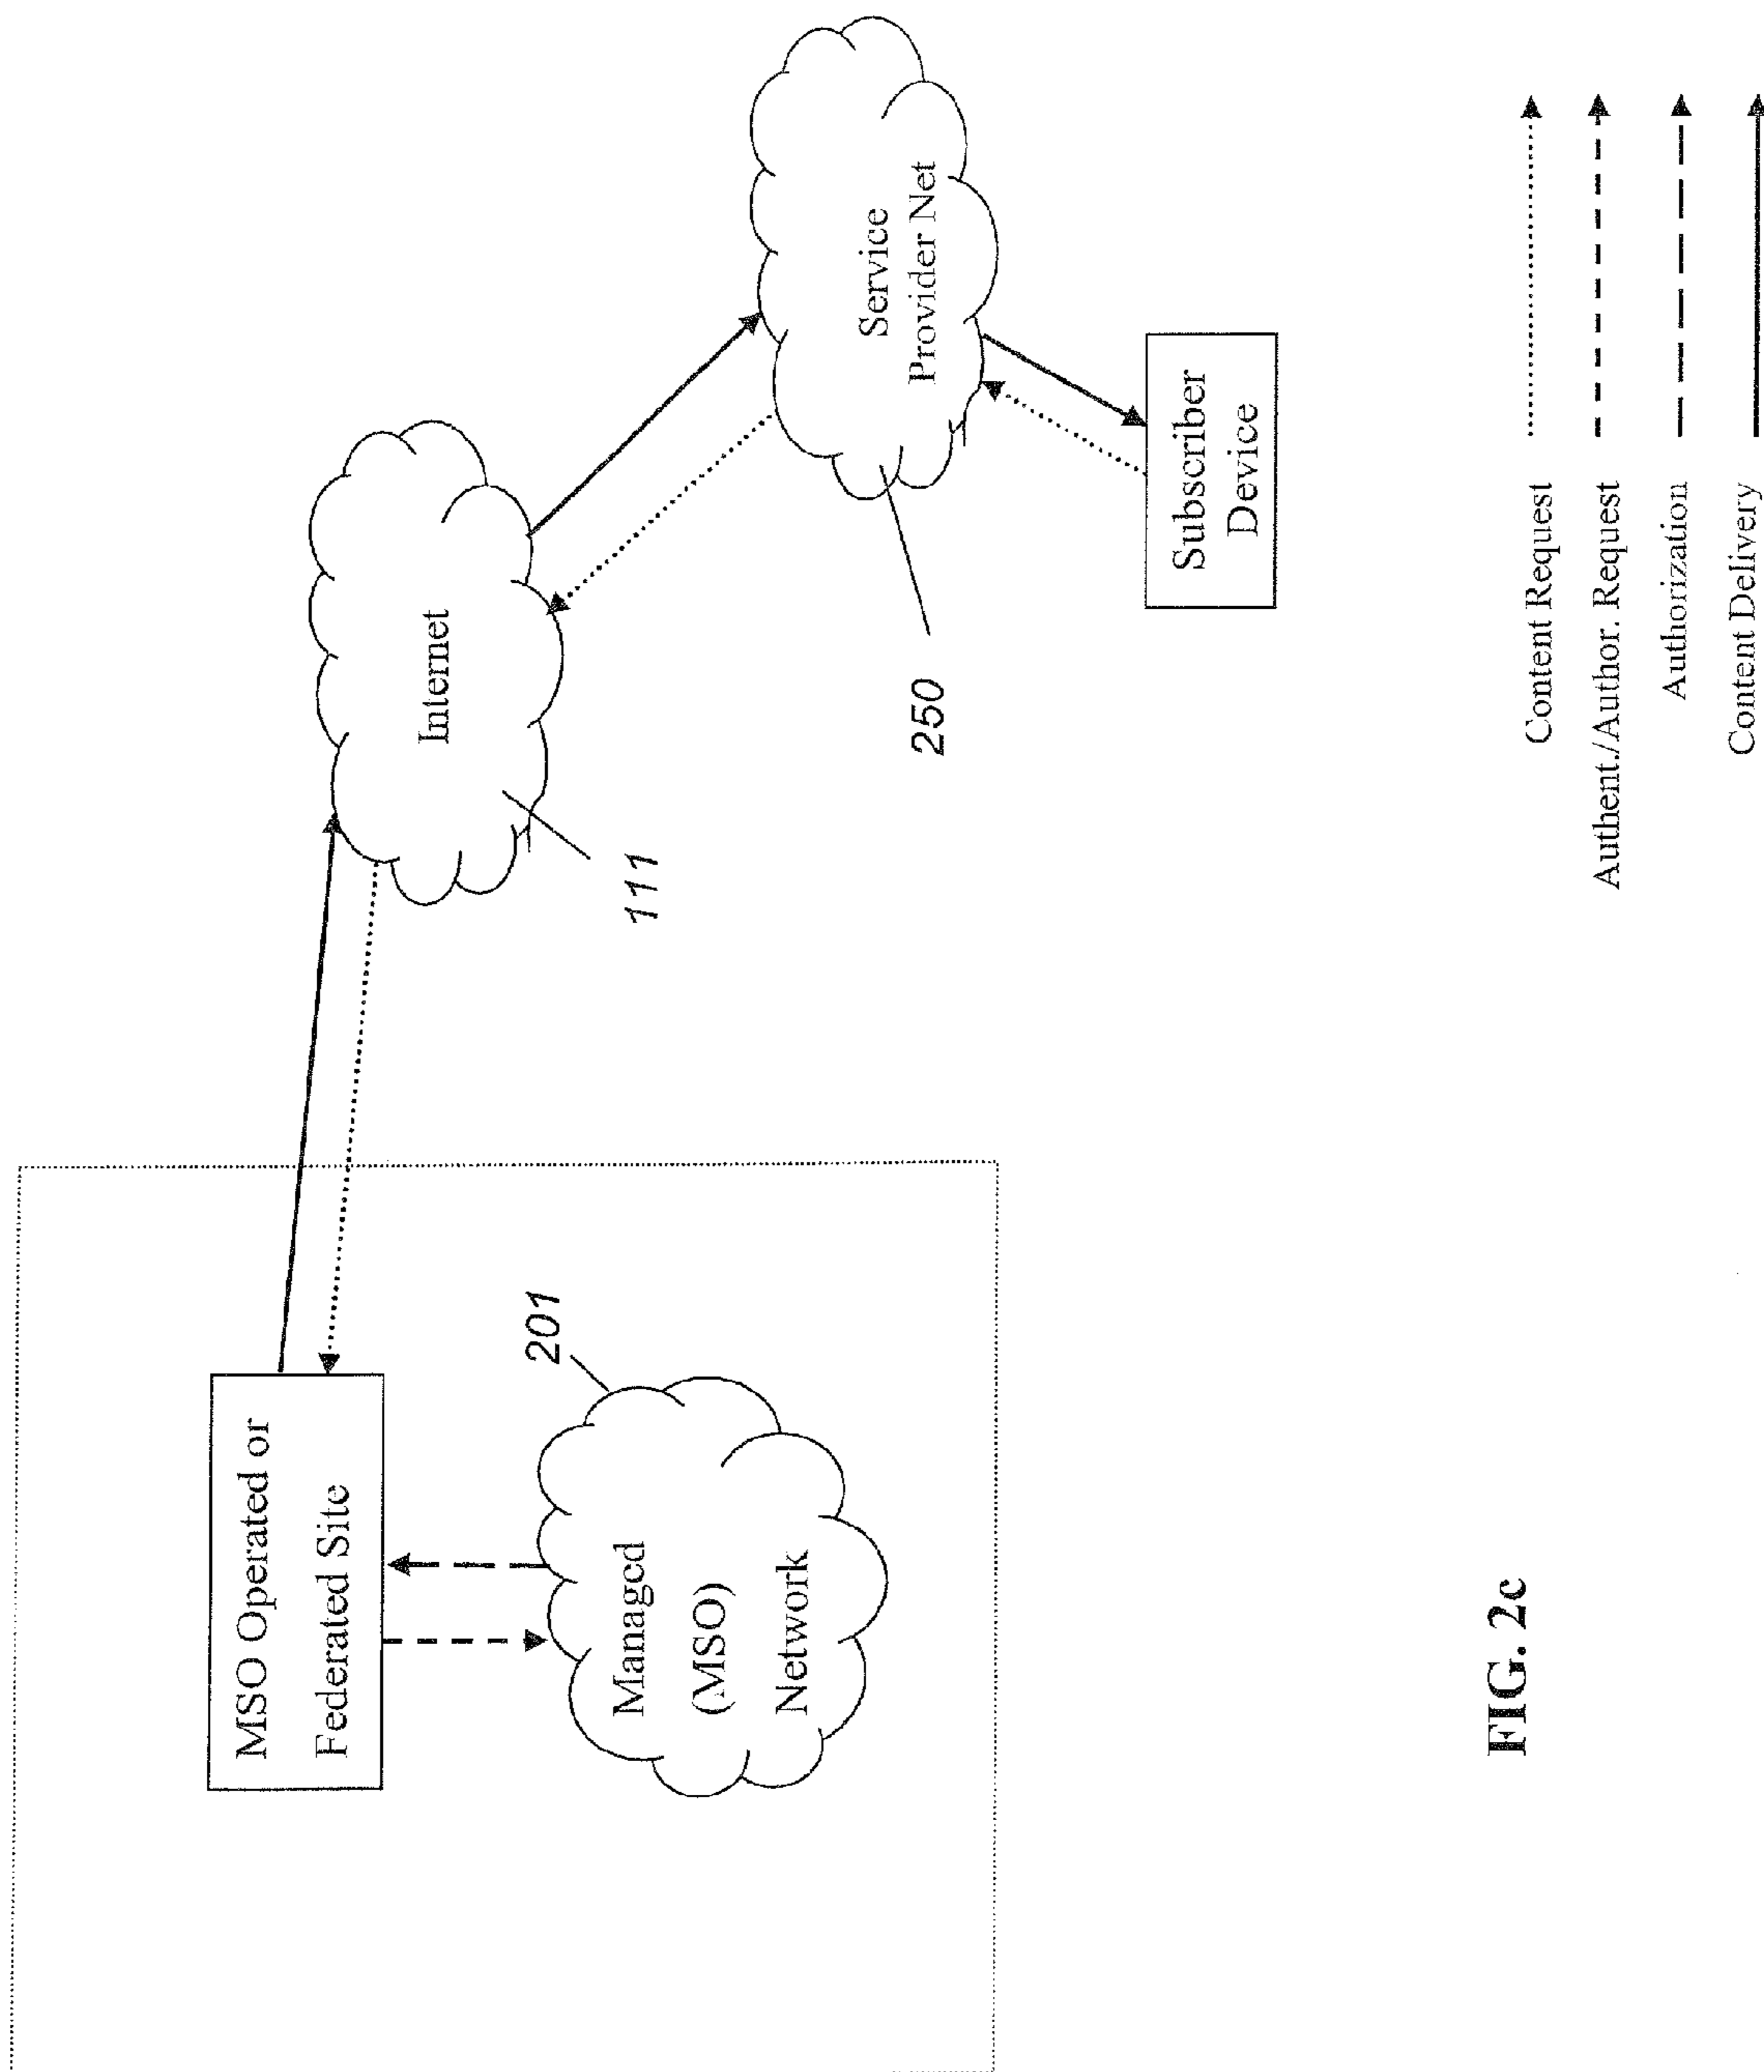 MSO Operated or
Federated Site
Managed
(MSO)
Network
201
Internet
111
Service
Provider Net
250
Subscriber
Device
Content Request
Authent./Author. Request
Authorization
Content Delivery
FIG. 2c